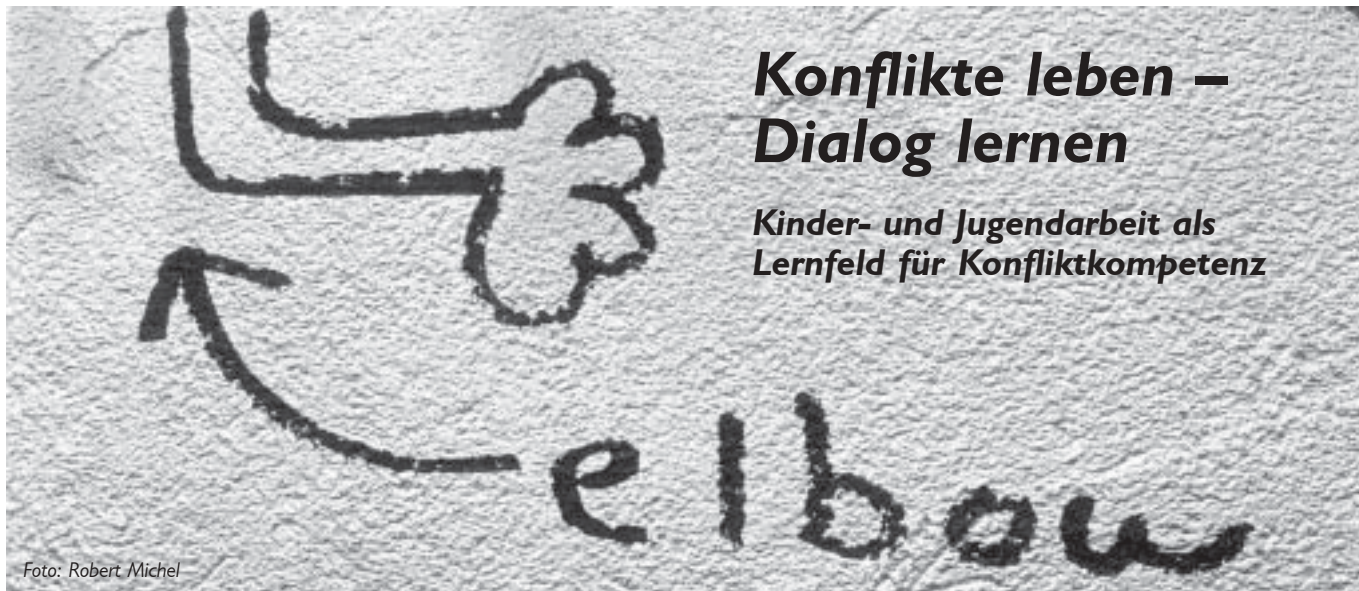 Konflikte leben –
Dialog lernen
Kinder- und Jugendarbeit als
Lernfeld für Konfliktkompetenz
elbow
Foto: Robert Michel